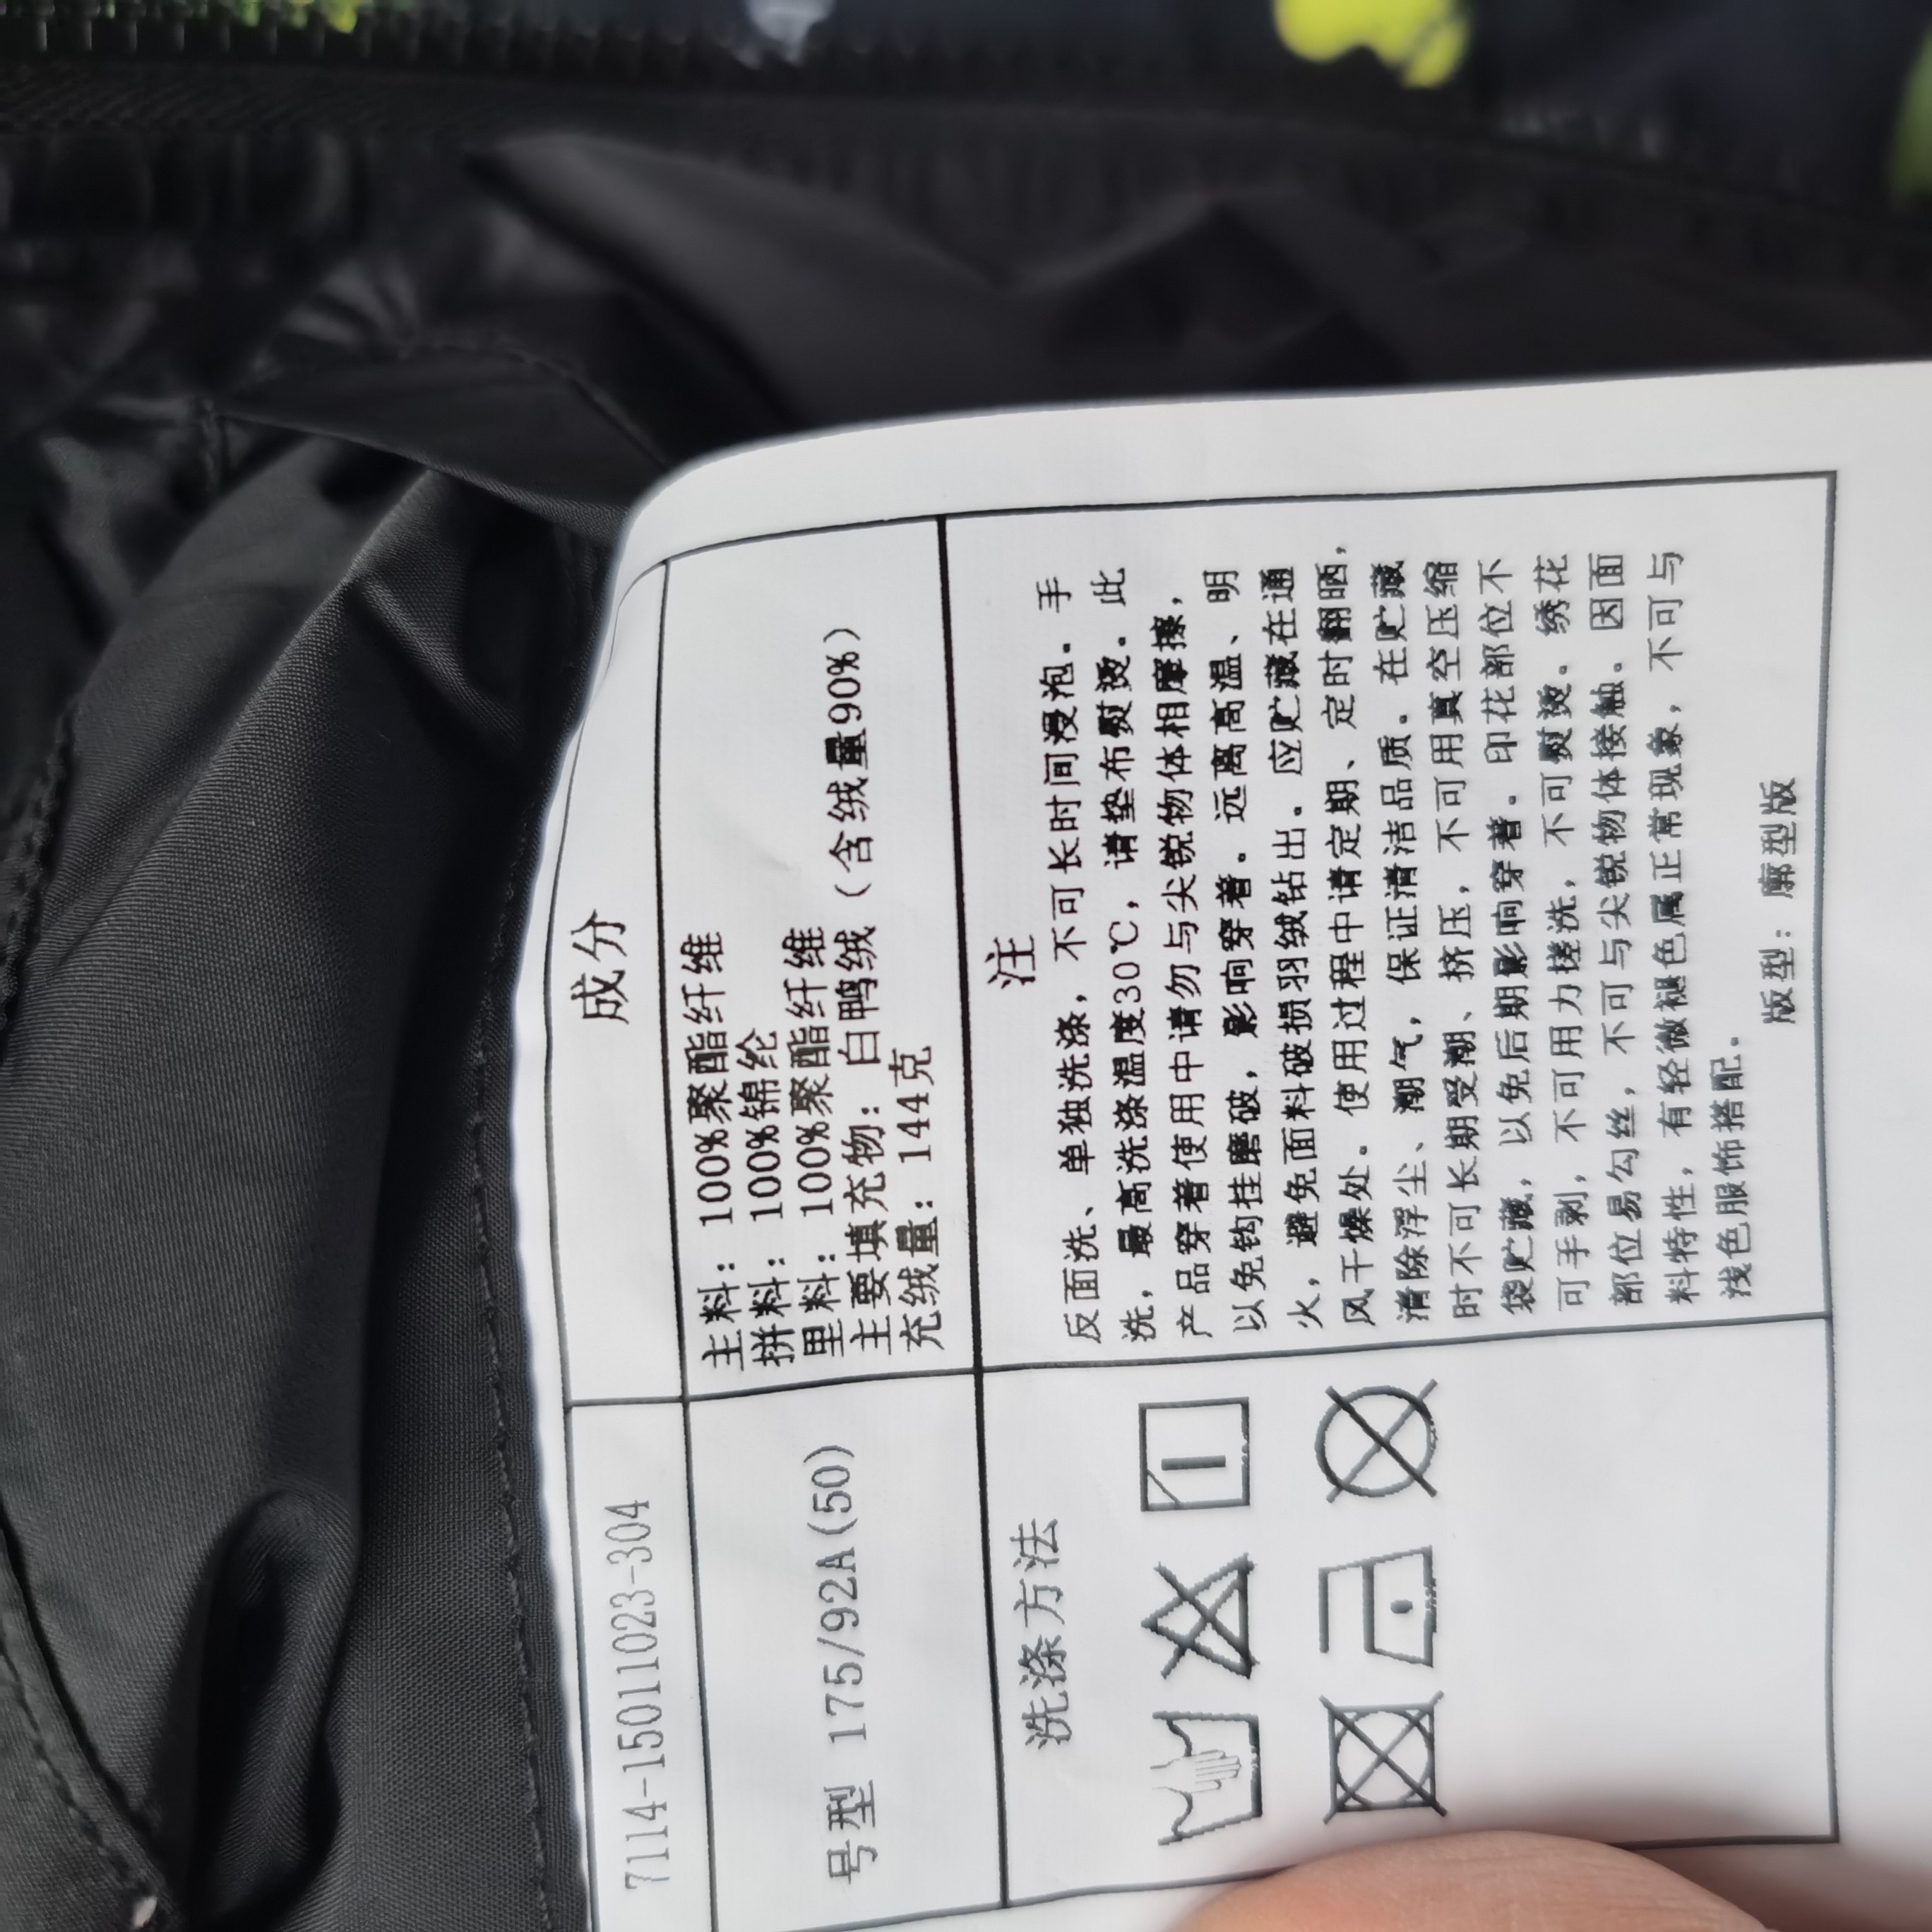 7114-15011023-304
成分
号型 175/92A(50)
主料：100%聚酯纤维
拼料：100%锦纶
里料：100%聚酯纤维
主要填充物：白鸭绒（含绒量90%）
充绒量：144克
洗涤方法
注
反面洗、单独洗涤，不可长时间浸泡。手
洗，最高洗涤温度30℃，请垫布熨烫。此
产品穿着使用中请勿与尖锐物体相摩擦，
以免钩挂磨破，影响穿着。远离高温、明
火，避免面料破损羽绒钻出。应贮藏在通
风干燥处。使用过程中请定期、定时翻晒，
清除浮尘、潮气，保证清洁品质。在贮藏
时不可长期受潮、挤压，不可用真空压缩
袋贮藏，以免后期影响穿着。印花部位不
可手剥，不可用力搓洗，不可熨烫。绣花
部位易勾丝，不可与尖锐物体接触。因面
料特性，有轻微褪色属正常现象，不可与
浅色服饰搭配。
版型：廓型版